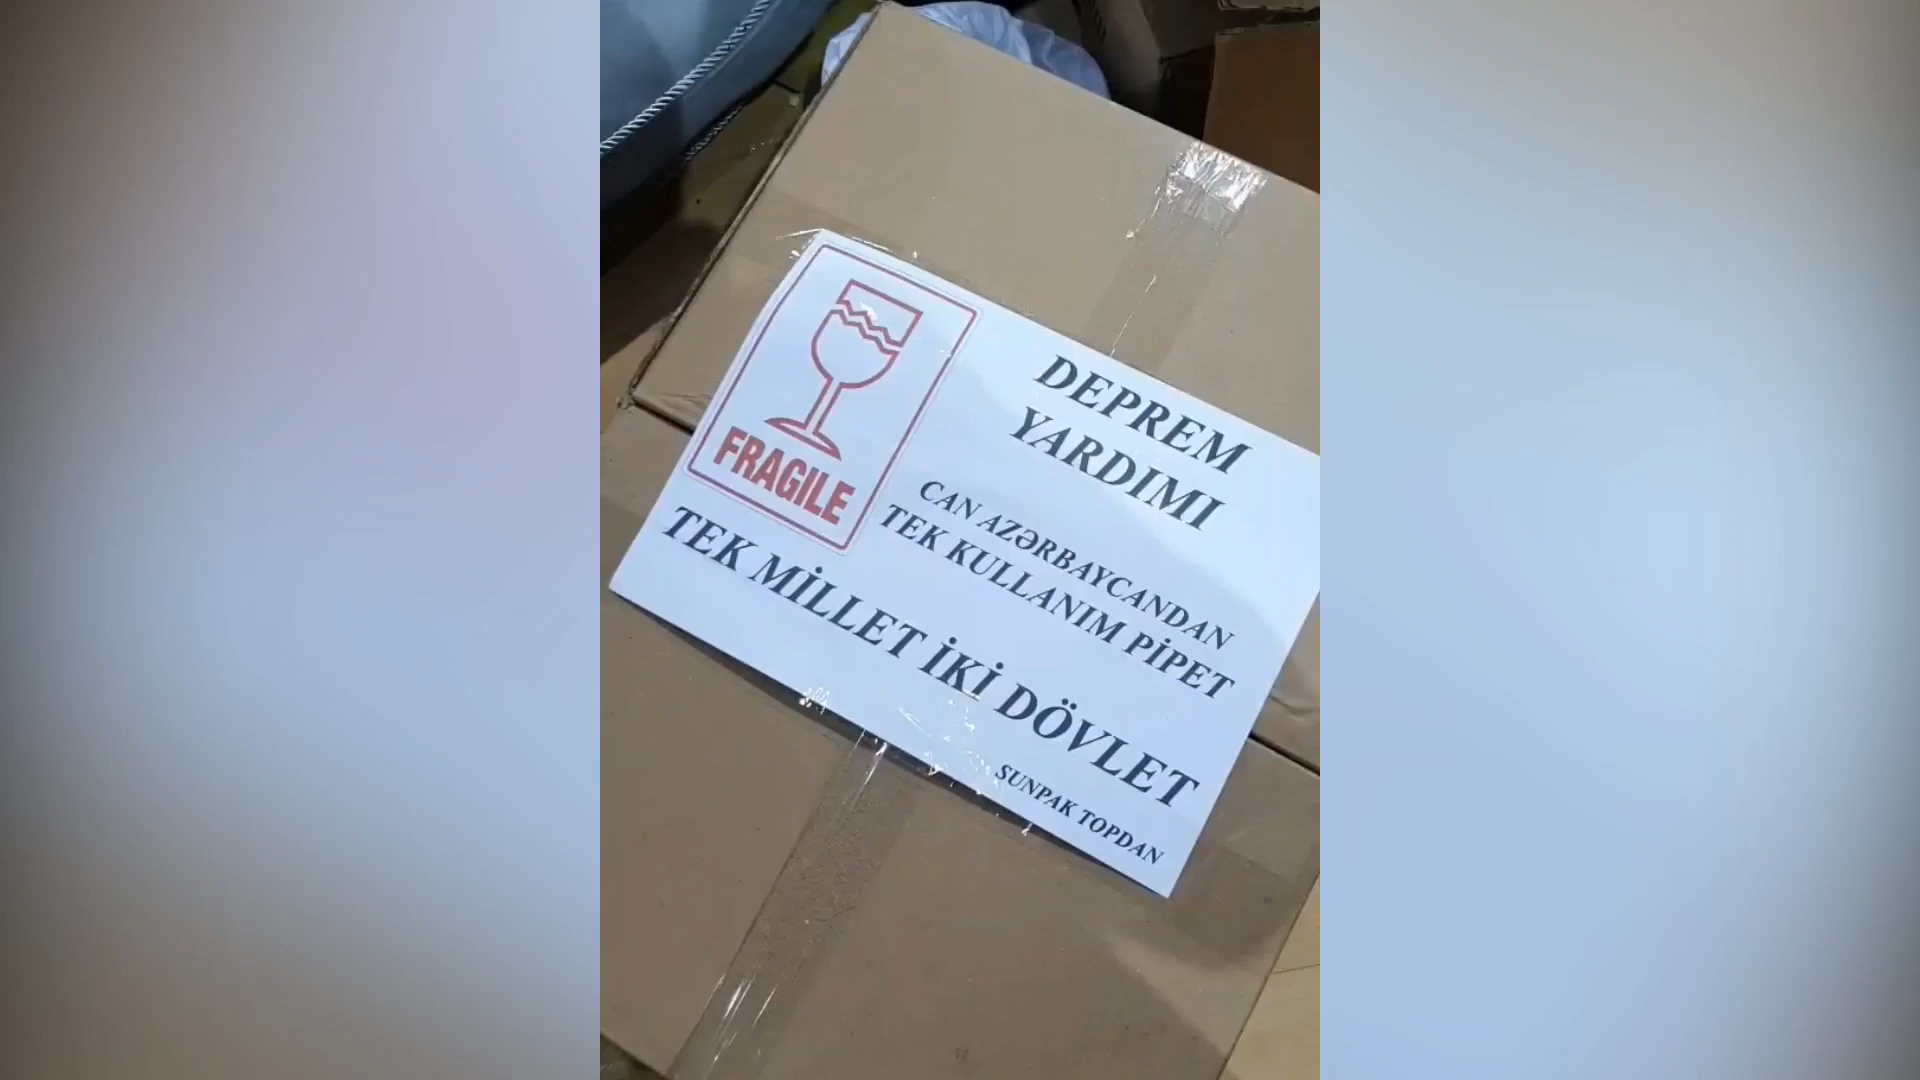 FRAGILE
DEPREM
YARDIMI
CAN AZƏRBAYCANDAN
TEK KULLANIM PİPET
TEK MİLLET İKİ DÖVLET
SUNPAK TOPDAN